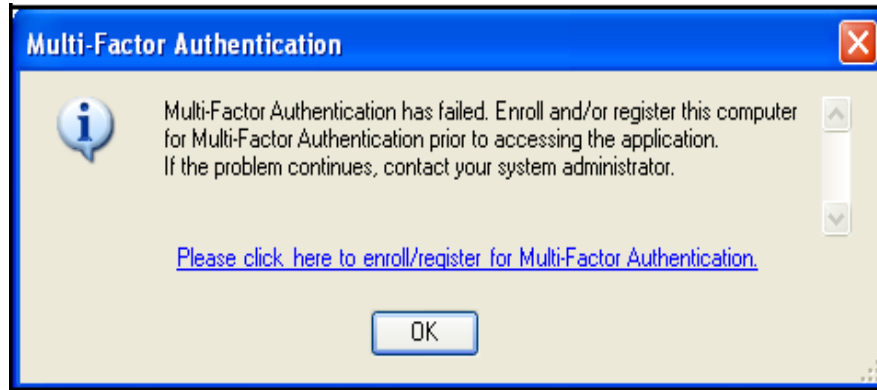 Multi-Factor Authentication
Multi-Factor Authentication has failed. Enroll and/or register this computer
for Multi-Factor Authentication prior to accessing the application.
If the problem continues, contact your system administrator.
Please click here to enroll/register for Multi-Factor Authentication.
OK